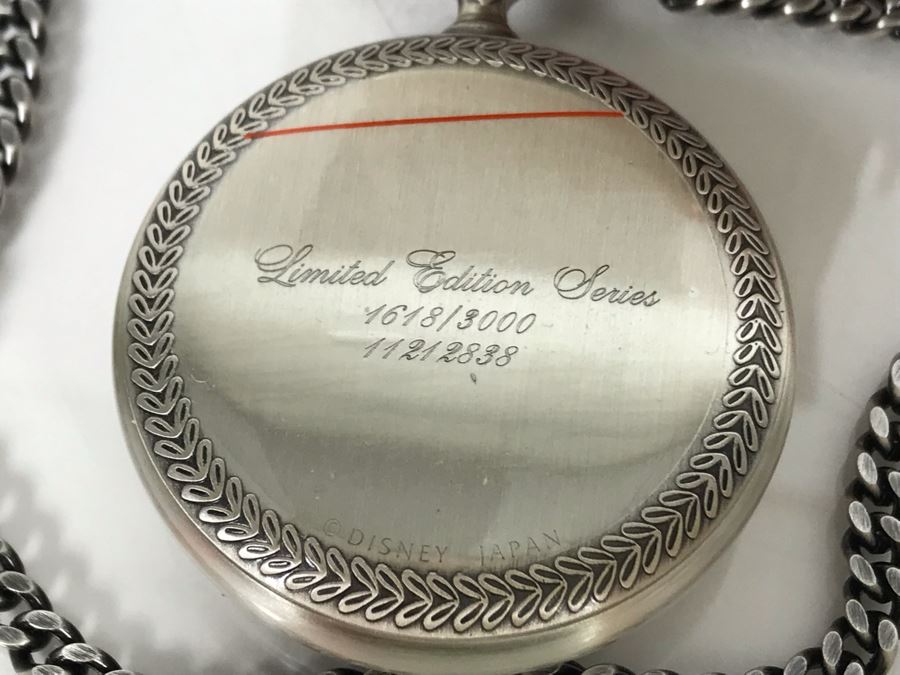 Limited Edition Series
1618/3000
11212838
© DISNEY JAPAN